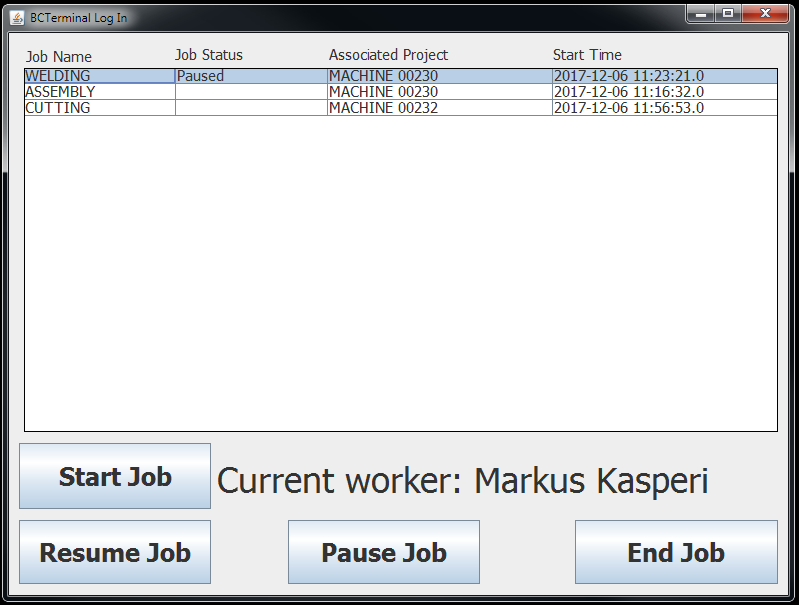 BCTerminal Log In
Job Name Job Status Associated Project Start Time
WELDING Paused MACHINE 00230 2017-12-06 11:23:21.0
ASSEMBLY MACHINE 00230 2017-12-06 11:16:32.0
CUTTING MACHINE 00232 2017-12-06 11:56:53.0
Start Job Current worker: Markus Kasperi
Resume Job Pause Job End Job